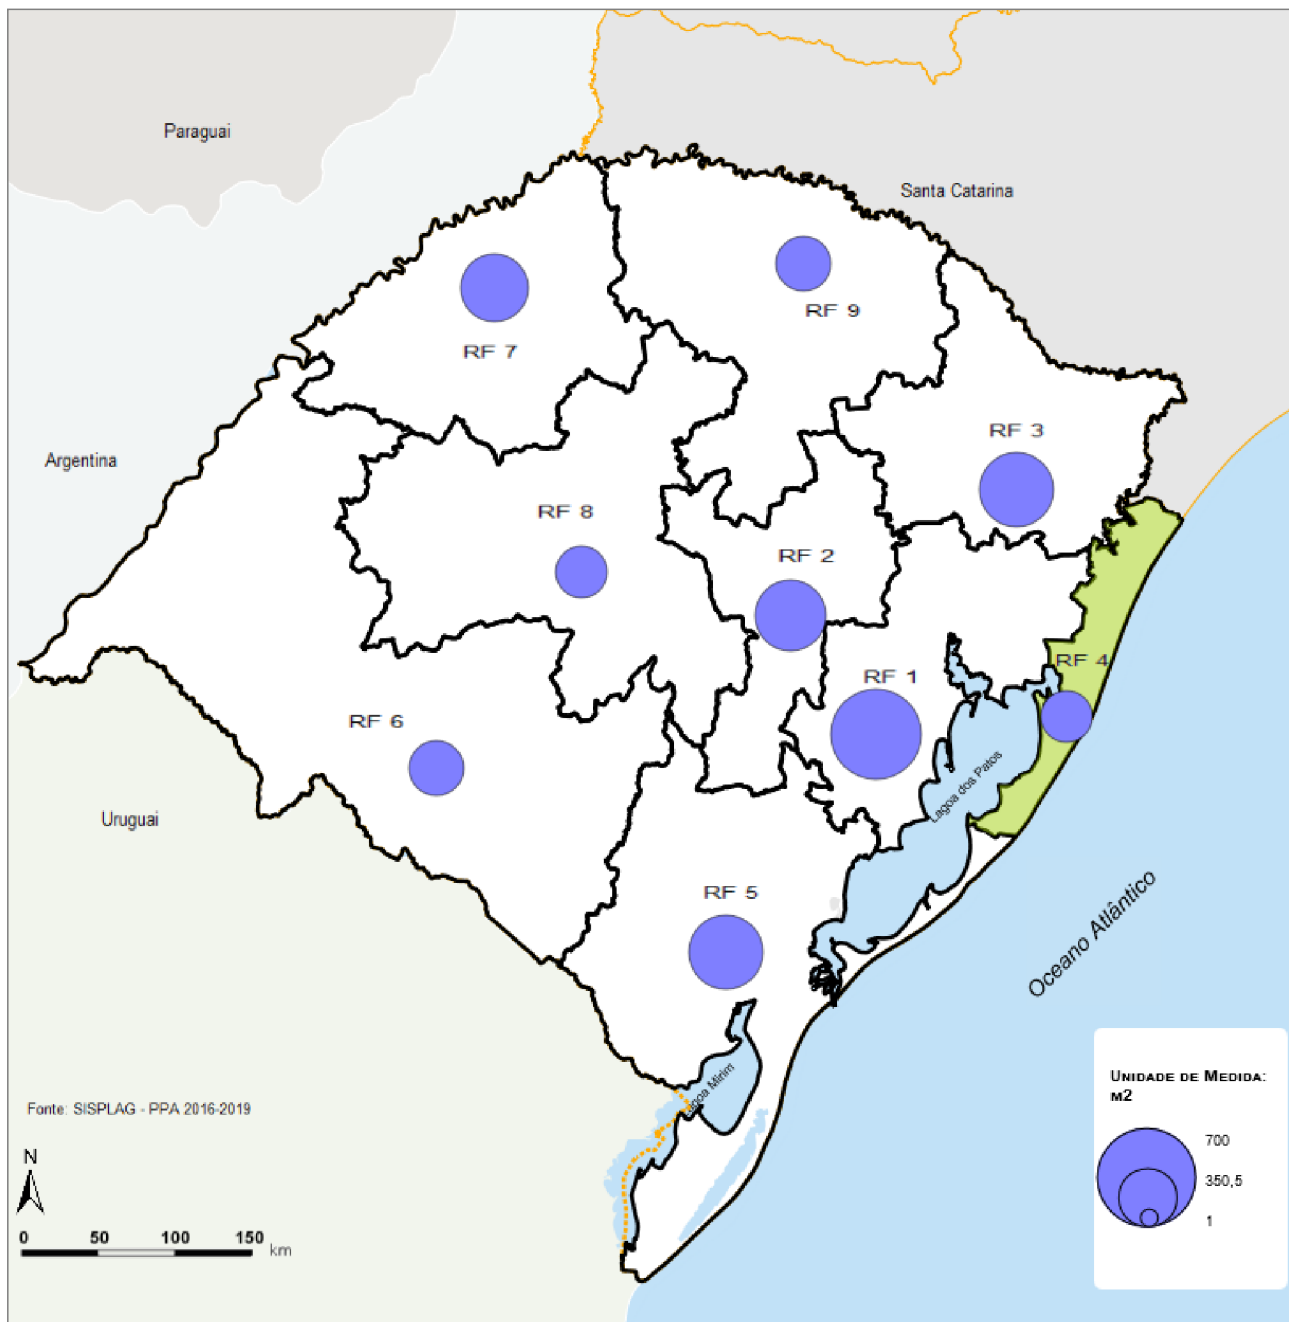 Paraguai
Santa Catarina
RF 9
RF 7
RF 3
Argentina
RF 8
RF 2
RF 4
RF 1
RF 6
Lagoa dos Patos
Uruguai
RF 5
Oceano Atlântico
UNIDADE DE MEDIDA:
M2
700
350,5
1
agoa Mirim
Fonte: SISPLAG - PPA 2016-2019
N
0 50 100 150
km